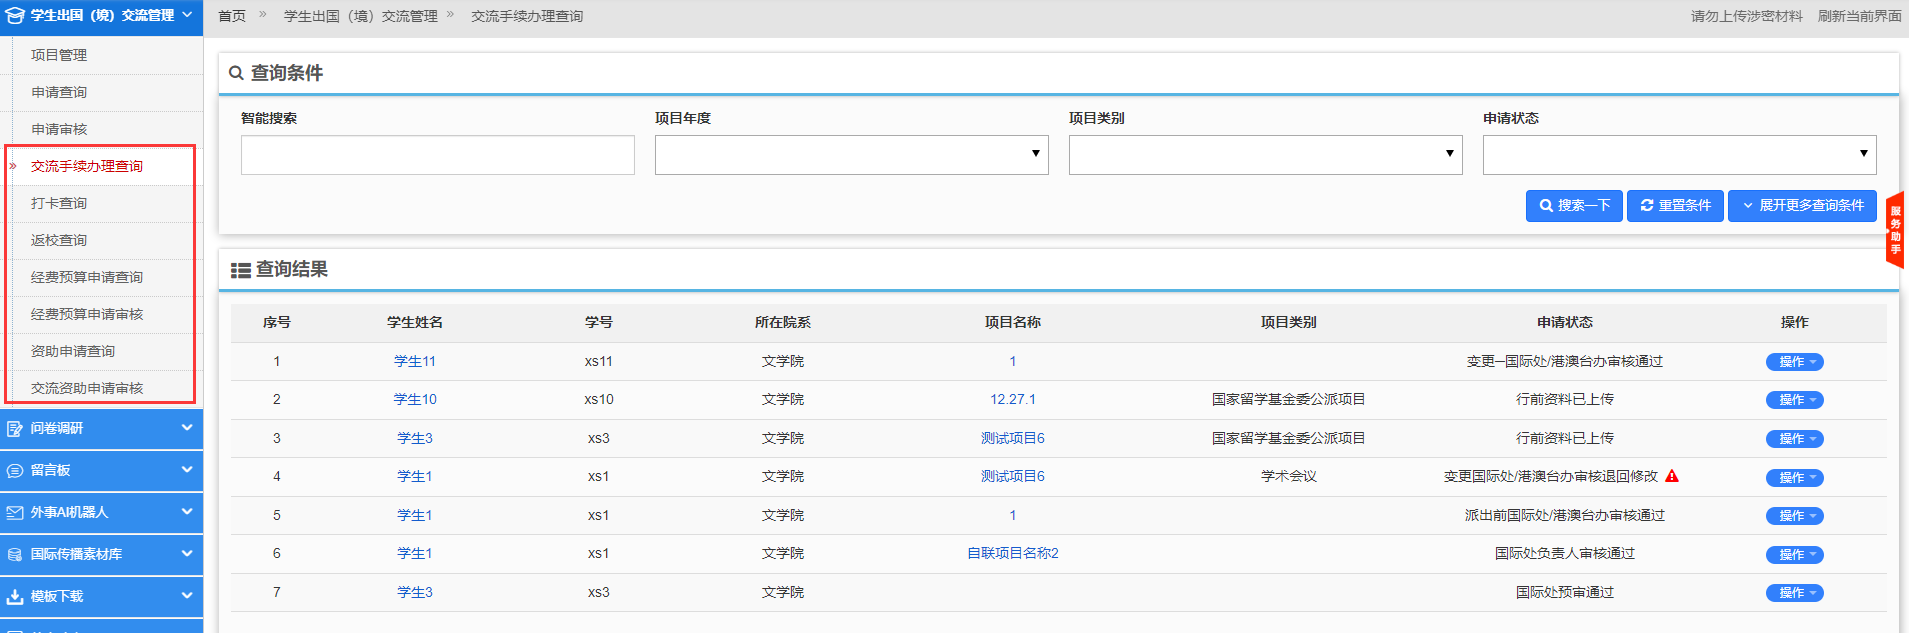 学生出国（境）交流管理
首页 » 学生出国（境）交流管理 » 交流手续办理查询
请勿上传涉密材料 刷新当前界面
项目管理
申请查询
申请审核
» 交流手续办理查询
打卡查询
返校查询
经费预算申请查询
经费预算申请审核
资助申请查询
交流资助申请审核
问卷调研
留言板
外事AI机器人
国际传播素材库
模板下载
查询条件
智能搜索 项目年度 项目类别 申请状态
搜索一下 重置条件 展开更多查询条件
服务助手
查询结果
序号 学生姓名 学号 所在院系 项目名称 项目类别 申请状态 操作
1 学生11 xs11 文学院 1 变更—国际处/港澳台办审核通过 操作
2 学生10 xs10 文学院 12.27.1 国家留学基金委公派项目 行前资料已上传 操作
3 学生3 xs3 文学院 测试项目6 国家留学基金委公派项目 行前资料已上传 操作
4 学生1 xs1 文学院 测试项目6 学术会议 变更国际处/港澳台办审核退回修改 操作
5 学生1 xs1 文学院 1 派出前国际处/港澳台办审核通过 操作
6 学生1 xs1 文学院 自联项目名称2 国际处负责人审核通过 操作
7 学生3 xs3 文学院 国际处预审通过 操作